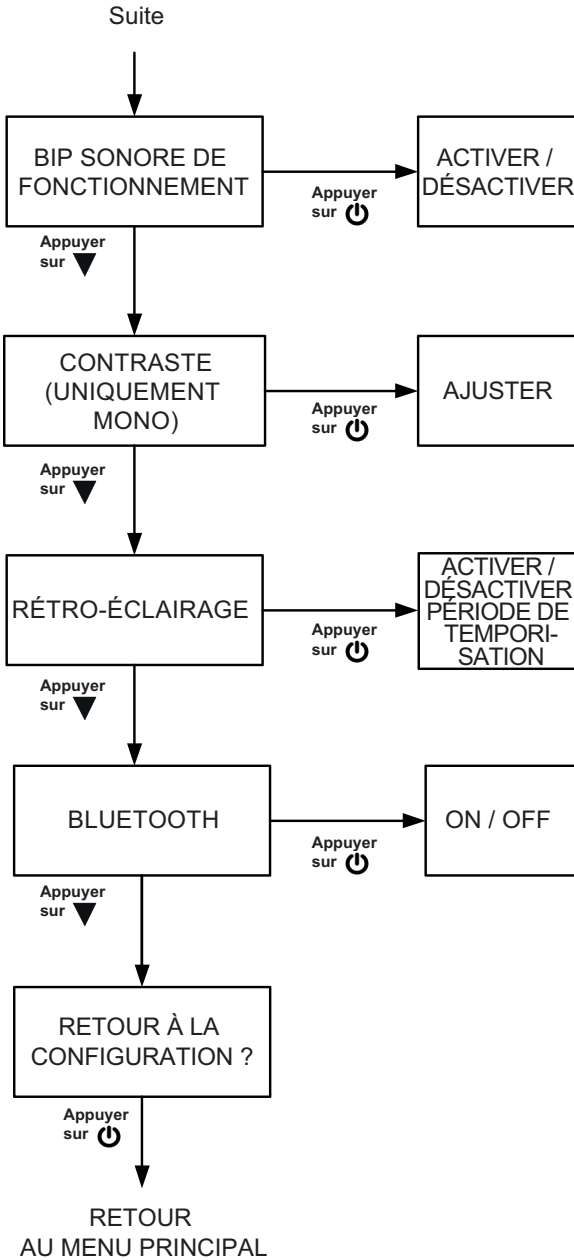 Suite
BIP SONORE DE
FONCTIONNEMENT
Appuyer
sur
ACTIVER /
DÉSACTIVER
Appuyer
sur
CONTRASTE
(UNIQUEMENT
MONO)
Appuyer
sur
AJUSTER
Appuyer
sur
RÉTRO-ÉCLAIRAGE
Appuyer
sur
ACTIVER /
DÉSACTIVER
PÉRIODE DE
TEMPORI-
SATION
Appuyer
sur
BLUETOOTH
Appuyer
sur
ON / OFF
Appuyer
sur
RETOUR À LA
CONFIGURATION ?
Appuyer
sur
RETOUR
AU MENU PRINCIPAL